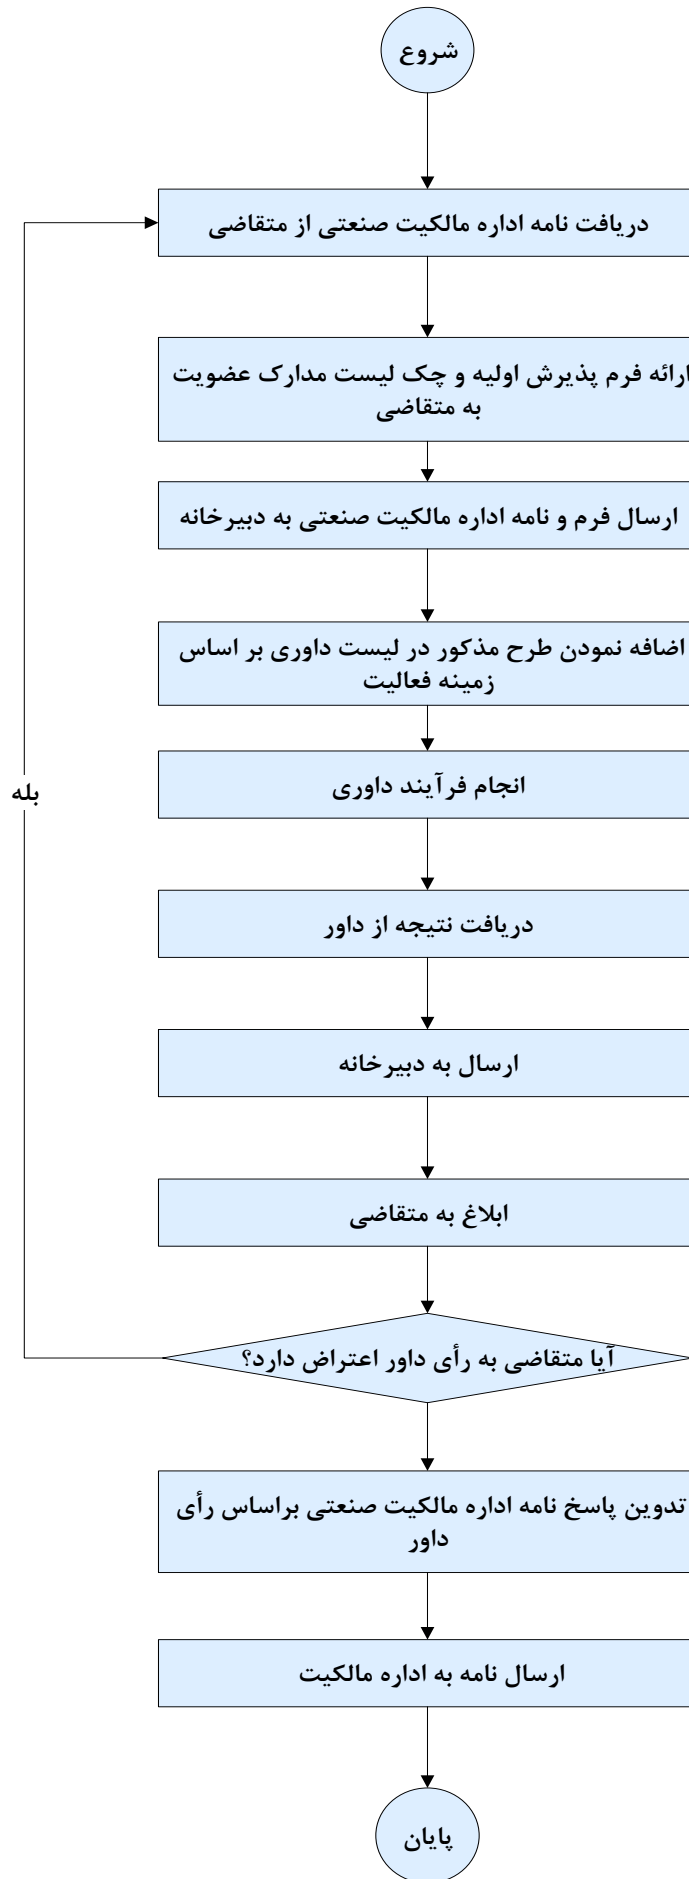 شروع
دریافت نامه اداره مالکیت صنعتی از متقاضی
ارائه فرم پذیرش اولیه و چک لیست مدارک عضویت
به متقاضی
ارسال فرم و نامه اداره مالکیت صنعتی به دبیرخانه
اضافه نمودن طرح مذکور در لیست داوری بر اساس
زمینه فعالیت
انجام فرآیند داوری
بله
دریافت نتیجه از داور
ارسال به دبیرخانه
ابلاغ به متقاضی
آیا متقاضی به رأی داور اعتراض دارد؟
تدوین پاسخ نامه اداره مالکیت صنعتی براساس رأی
داور
ارسال نامه به اداره مالکیت
پایان